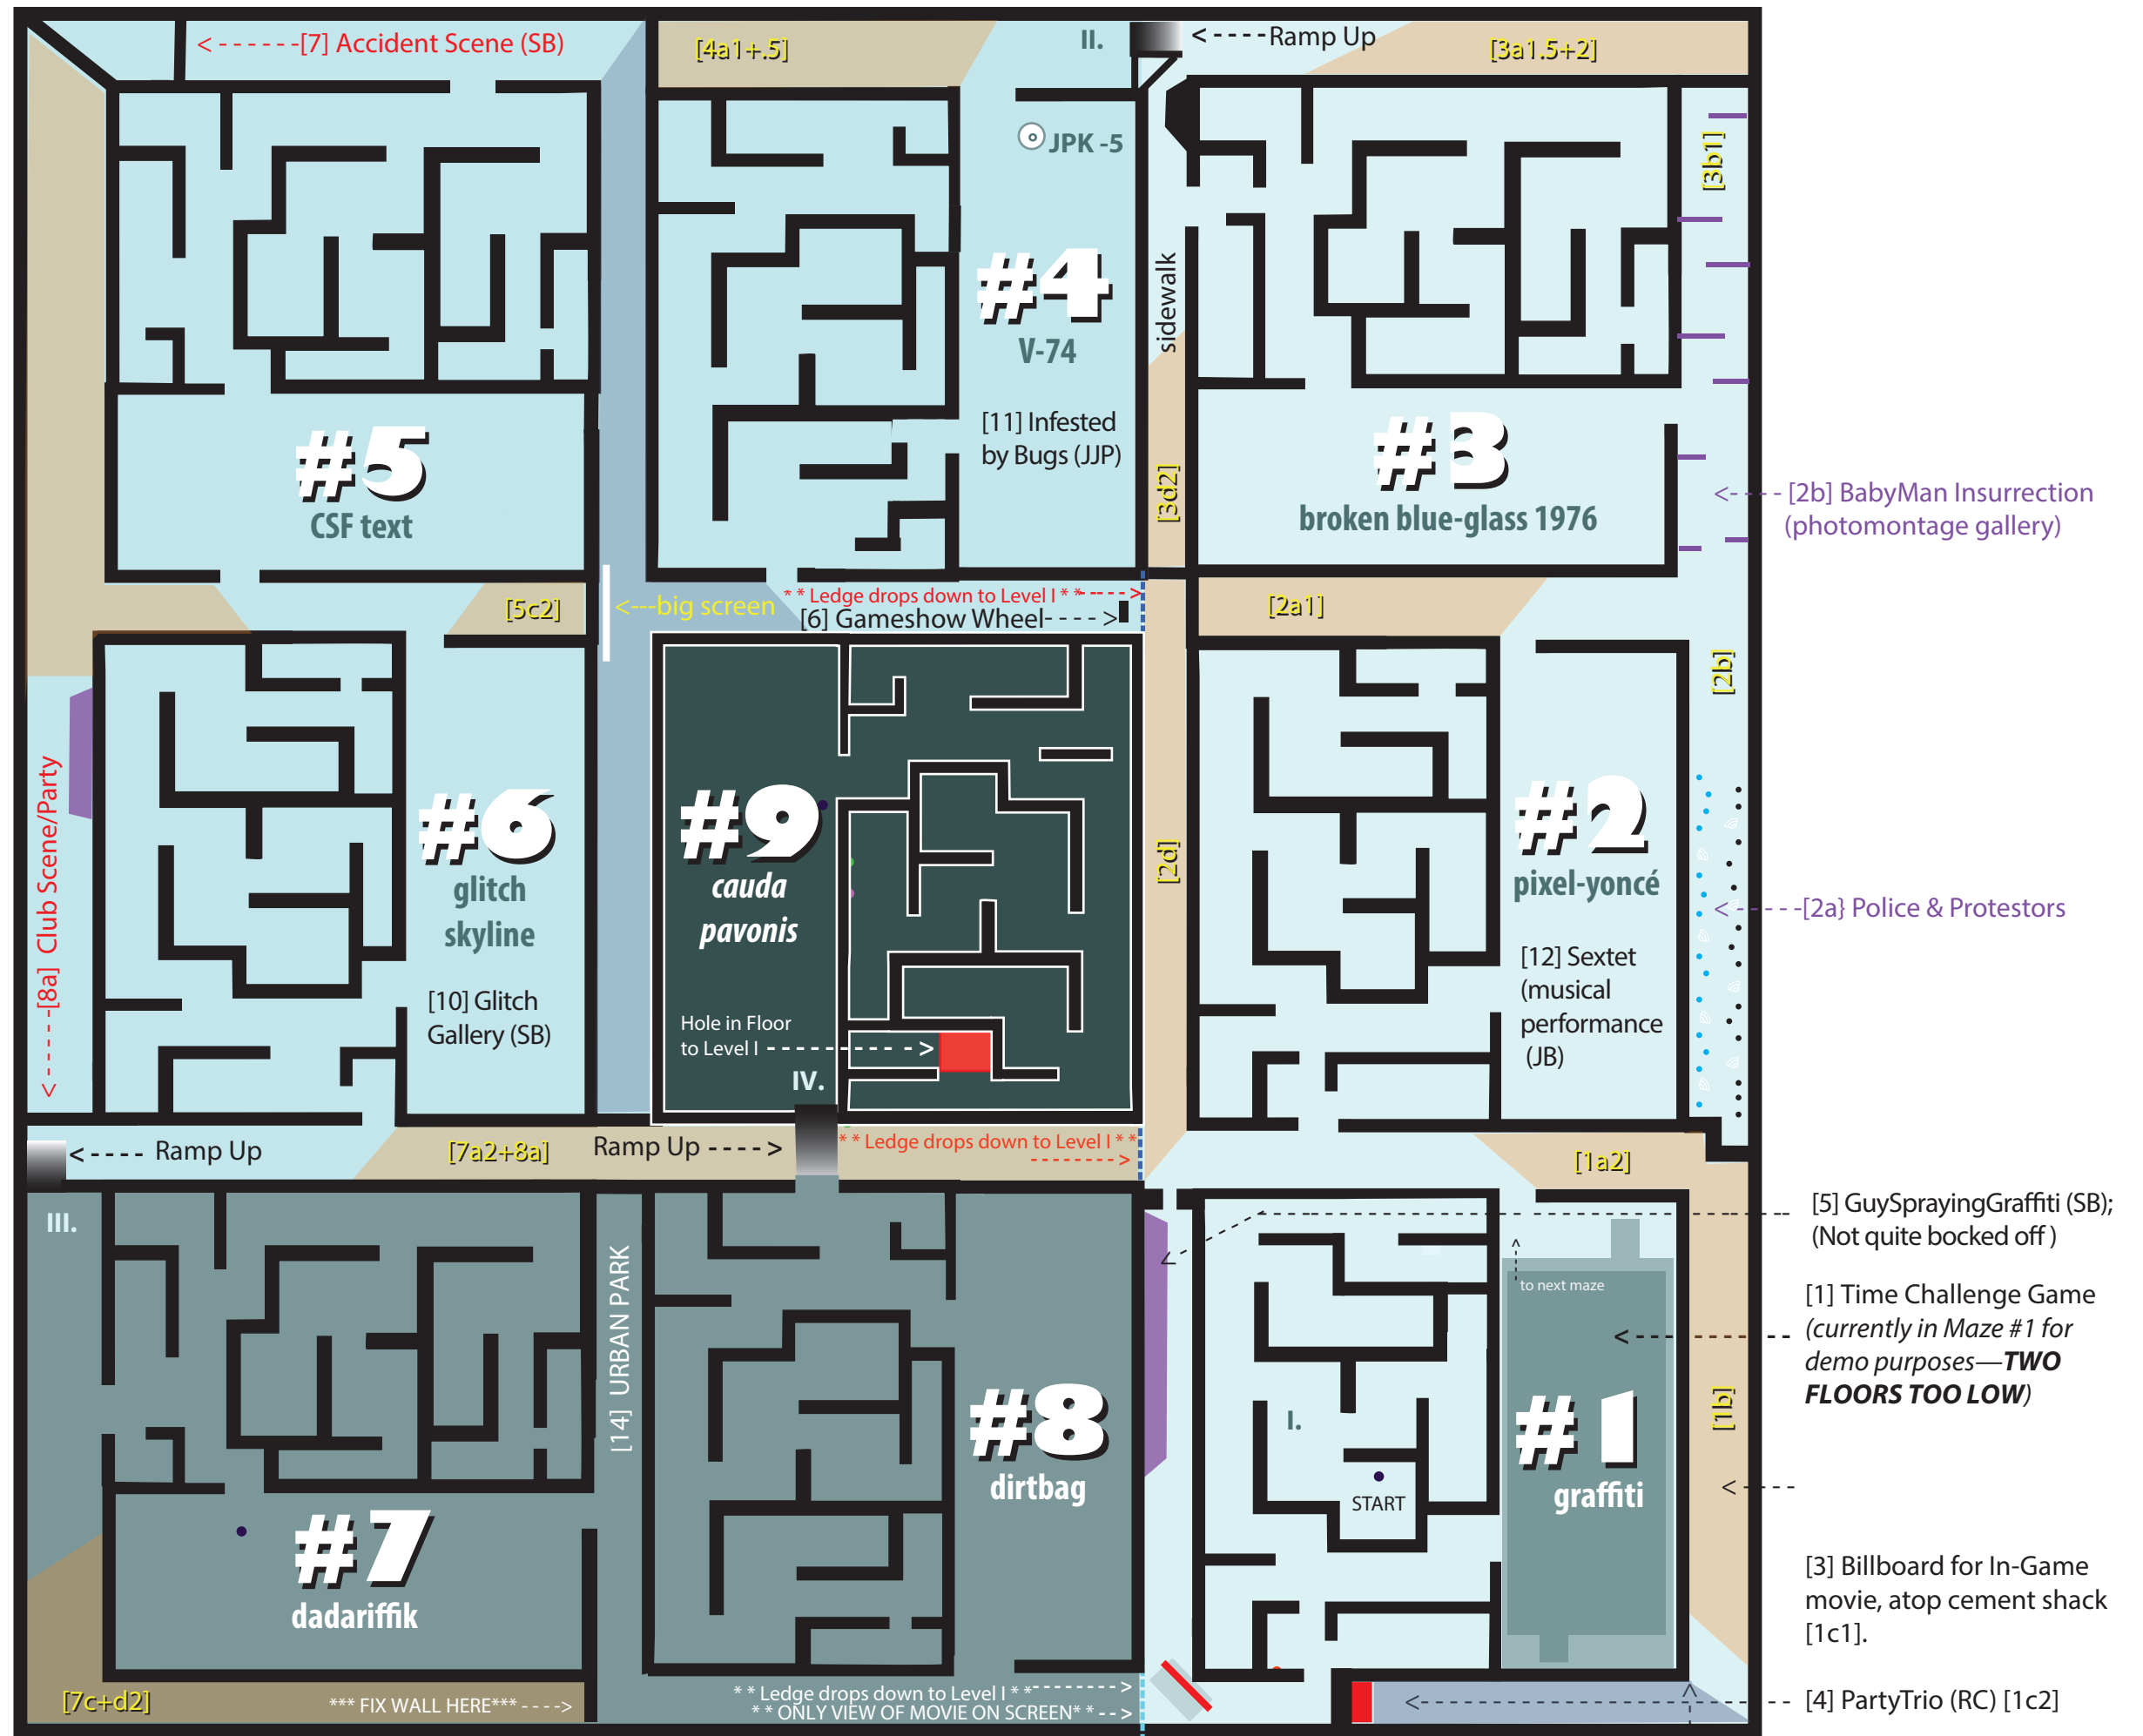 <------[7] Accident Scene (SB)
[4a1+.5]
II.
<----Ramp Up
[3a1.5+2]
JPK -5
[3b1]
sidewalk
#4
V-74
[11] Infested
by Bugs (JJP)
#5
CSF text
#3
broken blue-glass 1976
[3d2]
<---- [2b] BabyMan Insurrection
(photomontage gallery)
[5c2]
<---big screen
** Ledge drops down to Level I ** ---->
[6] Gameshow Wheel---->
[2a1]
[2b]
<------[8a] Club Scene/Party
#6
glitch
skyline
[10] Glitch
Gallery (SB)
#9
cauda
pavonis
Hole in Floor
to Level I ----------->
IV.
[2d]
#2
pixel-yoncé
[12] Sextet
(musical
performance
(JB)
<------[2a} Police & Protestors
<---- Ramp Up
[7a2+8a]
Ramp Up ---->
** Ledge drops down to Level I **
-------->
[1a2]
III.
[14] URBAN PARK
[5] GuySprayingGraffiti (SB);
(Not quite bocked off )
to next maze
[1] Time Challenge Game
(currently in Maze #1 for
demo purposes—TWO
FLOORS TOO LOW)
#8
dirtbag
I.
START
#1
graffiti
[1b]
#7
dadariffik
[3] Billboard for In-Game
movie, atop cement shack
[1c1].
[7c+d2]
*** FIX WALL HERE*** ---->
** Ledge drops down to Level I **--------->
** ONLY VIEW OF MOVIE ON SCREEN** -->
[4] PartyTrio (RC) [1c2]